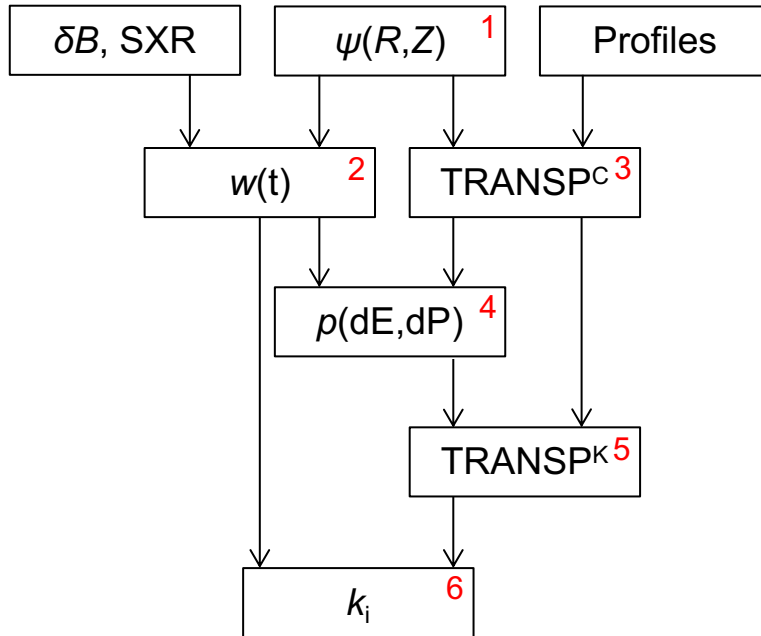 δB, SXR
ψ(R,Z) 1
Profiles
w(t) 2
TRANSPᶜ 3
p(dE,dP) 4
TRANSPᴷ 5
kᵢ 6